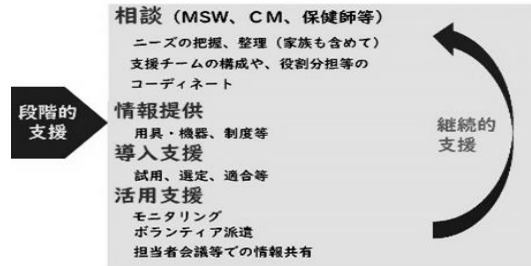 相談（MSW、CM、保健師等）
ニーズの把握、整理（家族も含めて）
支援チームの構成や、役割分担等の
コーディネート
段階的
支援
情報提供
用具・機器、制度等
導入支援
試用、選定、適合等
活用支援
モニタリング
ボランティア派遣
担当者会議等での情報共有
継続的
支援